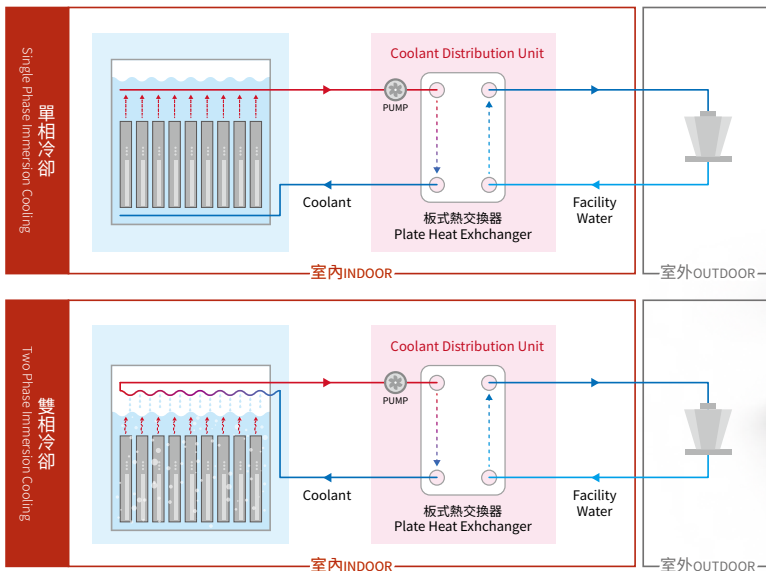 單相冷卻
Single Phase Immersion Cooling
Coolant Distribution Unit
PUMP
Coolant
板式熱交換器
Plate Heat Exhchanger
Facility
Water
室內INDOOR
室外OUTDOOR
雙相冷卻
Two Phase Immersion Cooling
Coolant Distribution Unit
PUMP
Coolant
板式熱交換器
Plate Heat Exhchanger
Facility
Water
室內INDOOR
室外OUTDOOR